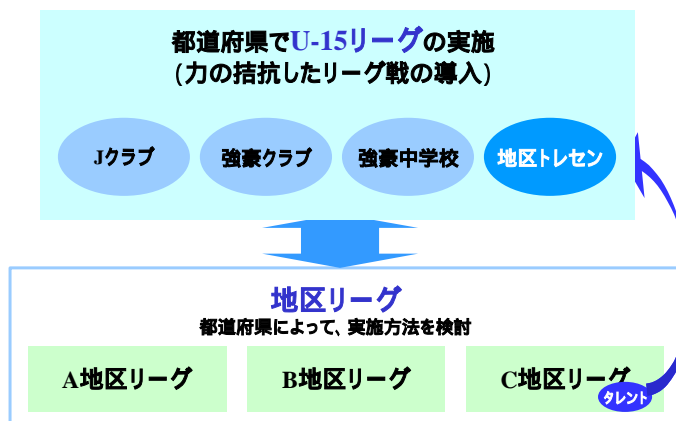 都道府県でU-15リーグの実施
(力の拮抗したリーグ戦の導入)
Jクラブ
強豪クラブ
強豪中学校
地区トレセン
地区リーグ
都道府県によって、実施方法を検討
A地区リーグ
B地区リーグ
C地区リーグ
タレント